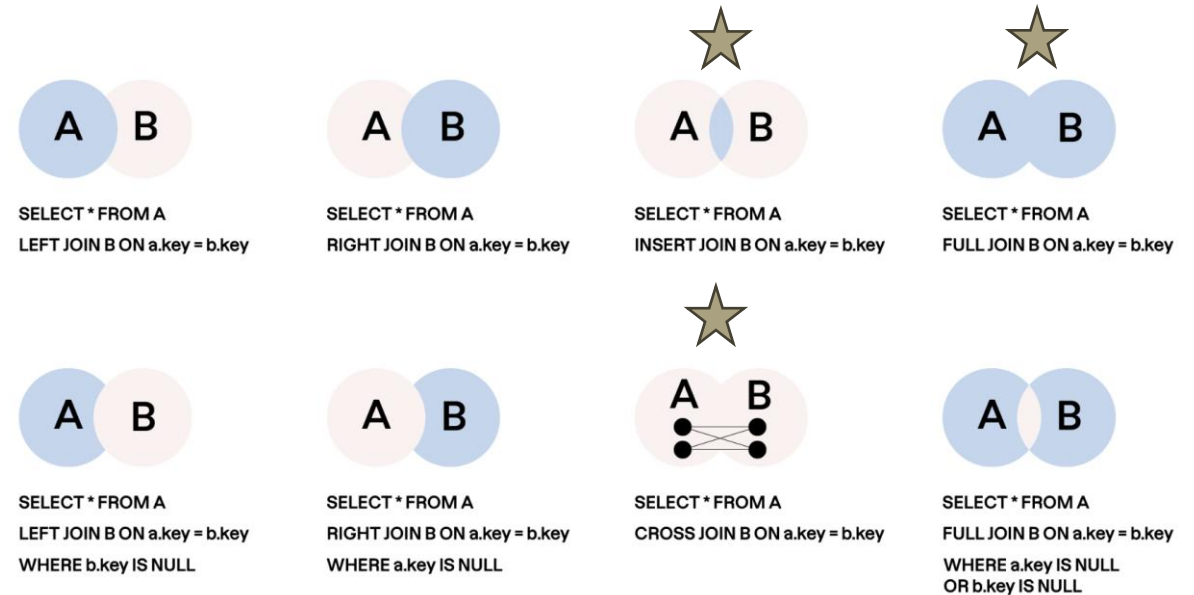 A B
SELECT * FROM A
LEFT JOIN B ON a.key = b.key
A B
SELECT * FROM A
RIGHT JOIN B ON a.key = b.key
A B
SELECT * FROM A
INSERT JOIN B ON a.key = b.key
A B
SELECT * FROM A
FULL JOIN B ON a.key = b.key
A B
SELECT * FROM A
LEFT JOIN B ON a.key = b.key
WHERE b.key IS NULL
A B
SELECT * FROM A
RIGHT JOIN B ON a.key = b.key
WHERE a.key IS NULL
A B
SELECT * FROM A
CROSS JOIN B ON a.key = b.key
A B
SELECT * FROM A
FULL JOIN B ON a.key = b.key
WHERE a.key IS NULL
OR b.key IS NULL